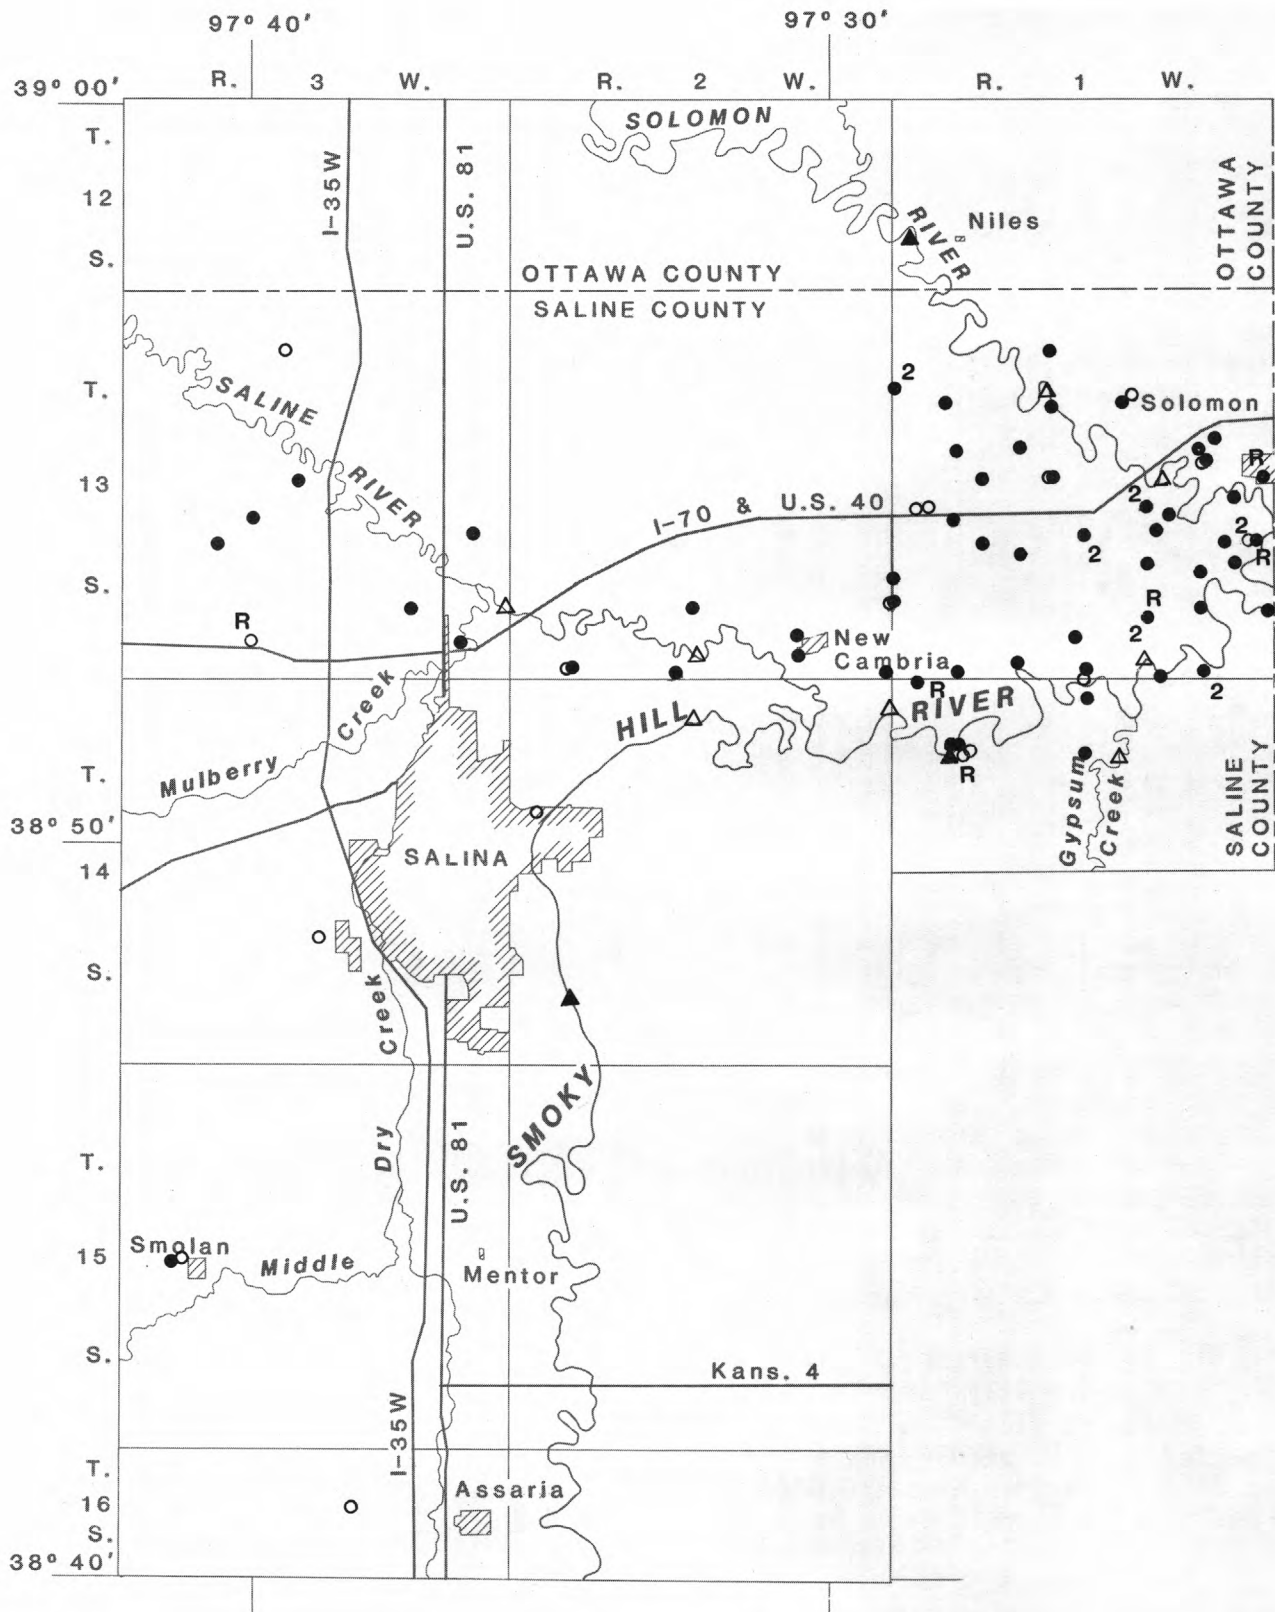 97° 40′
97° 30′
39° 00′
R. 3 W.
R. 2 W.
R. 1 W.
T.
12
S.
I-35W
U.S. 81
SOLOMON
RIVER
Niles
OTTAWA
COUNTY
OTTAWA COUNTY
SALINE COUNTY
T.
13
S.
SALINE
RIVER
2
Solomon
R
I-70 & U.S. 40
2
2
2
R
R
R
2
New
Cambria
R
2
Creek
HILL
RIVER
Mulberry
R
T.
14
S.
38° 50′
SALINA
Gypsum
Creek
SALINE
COUNTY
Creek
Dry
SMOKY
T.
15
S.
U.S. 81
Smolan
Middle
Mentor
Kans. 4
I-35W
T.
16
S.
Assaria
38° 40′